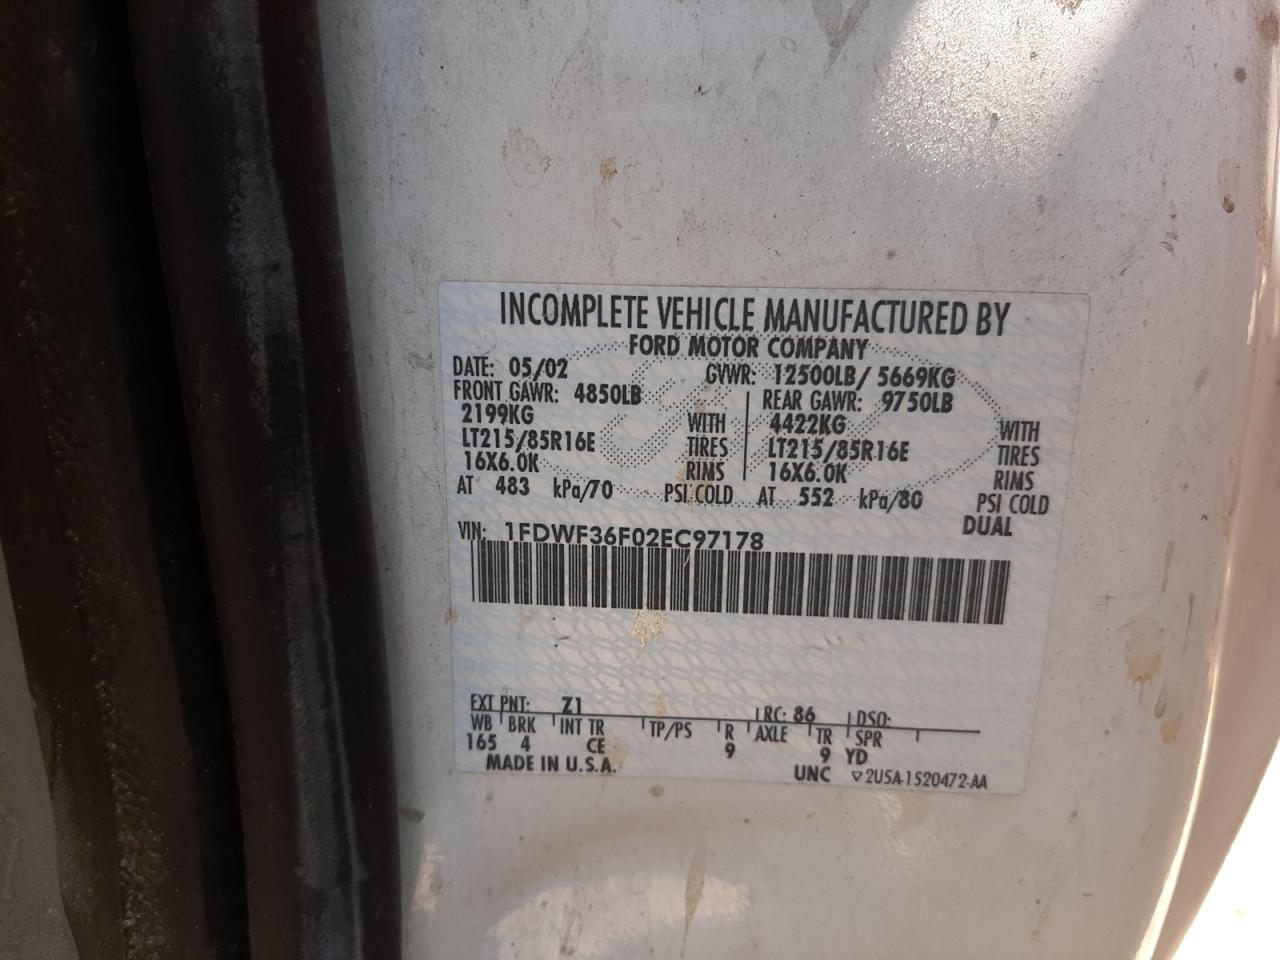 INCOMPLETE VEHICLE MANUFACTURED BY
FORD MOTOR COMPANY
DATE: 05/02 GVWR: 12500LB/ 5669KG
FRONT GAWR: 4850LB REAR GAWR: 9750LB
2199KG WITH 4422KG WITH
LT215/85R16E TIRES LT215/85R16E TIRES
16X6.0K RIMS 16X6.0K RIMS
AT 483 kPa/70 PSI COLD AT 552 kPa/80 PSI COLD
DUAL
VIN: 1FDWF36F02EC97178
EXT PNT: Z1 RC: 86 DSO:
WB BRK INT TR TP/PS R AXLE TR SPR
165 4 CE 9 9 YD
MADE IN U.S.A. UNC ▽2U5A-1520472-AA